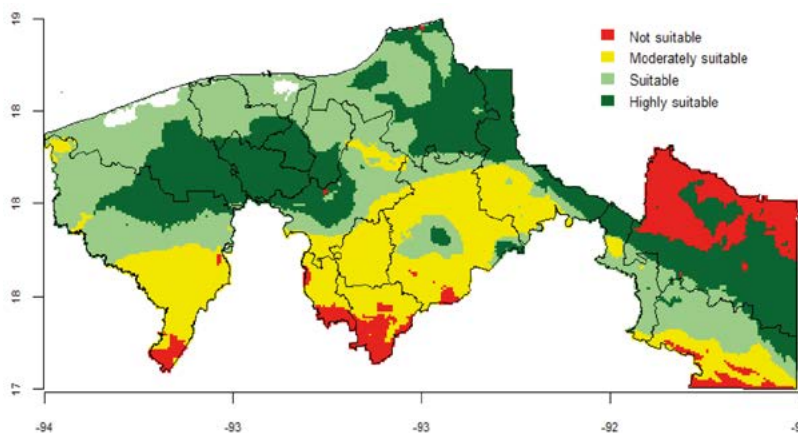 19
Not suitable
Moderately suitable
Suitable
Highly suitable
18
18
18
17
-94 -93 -93 -92